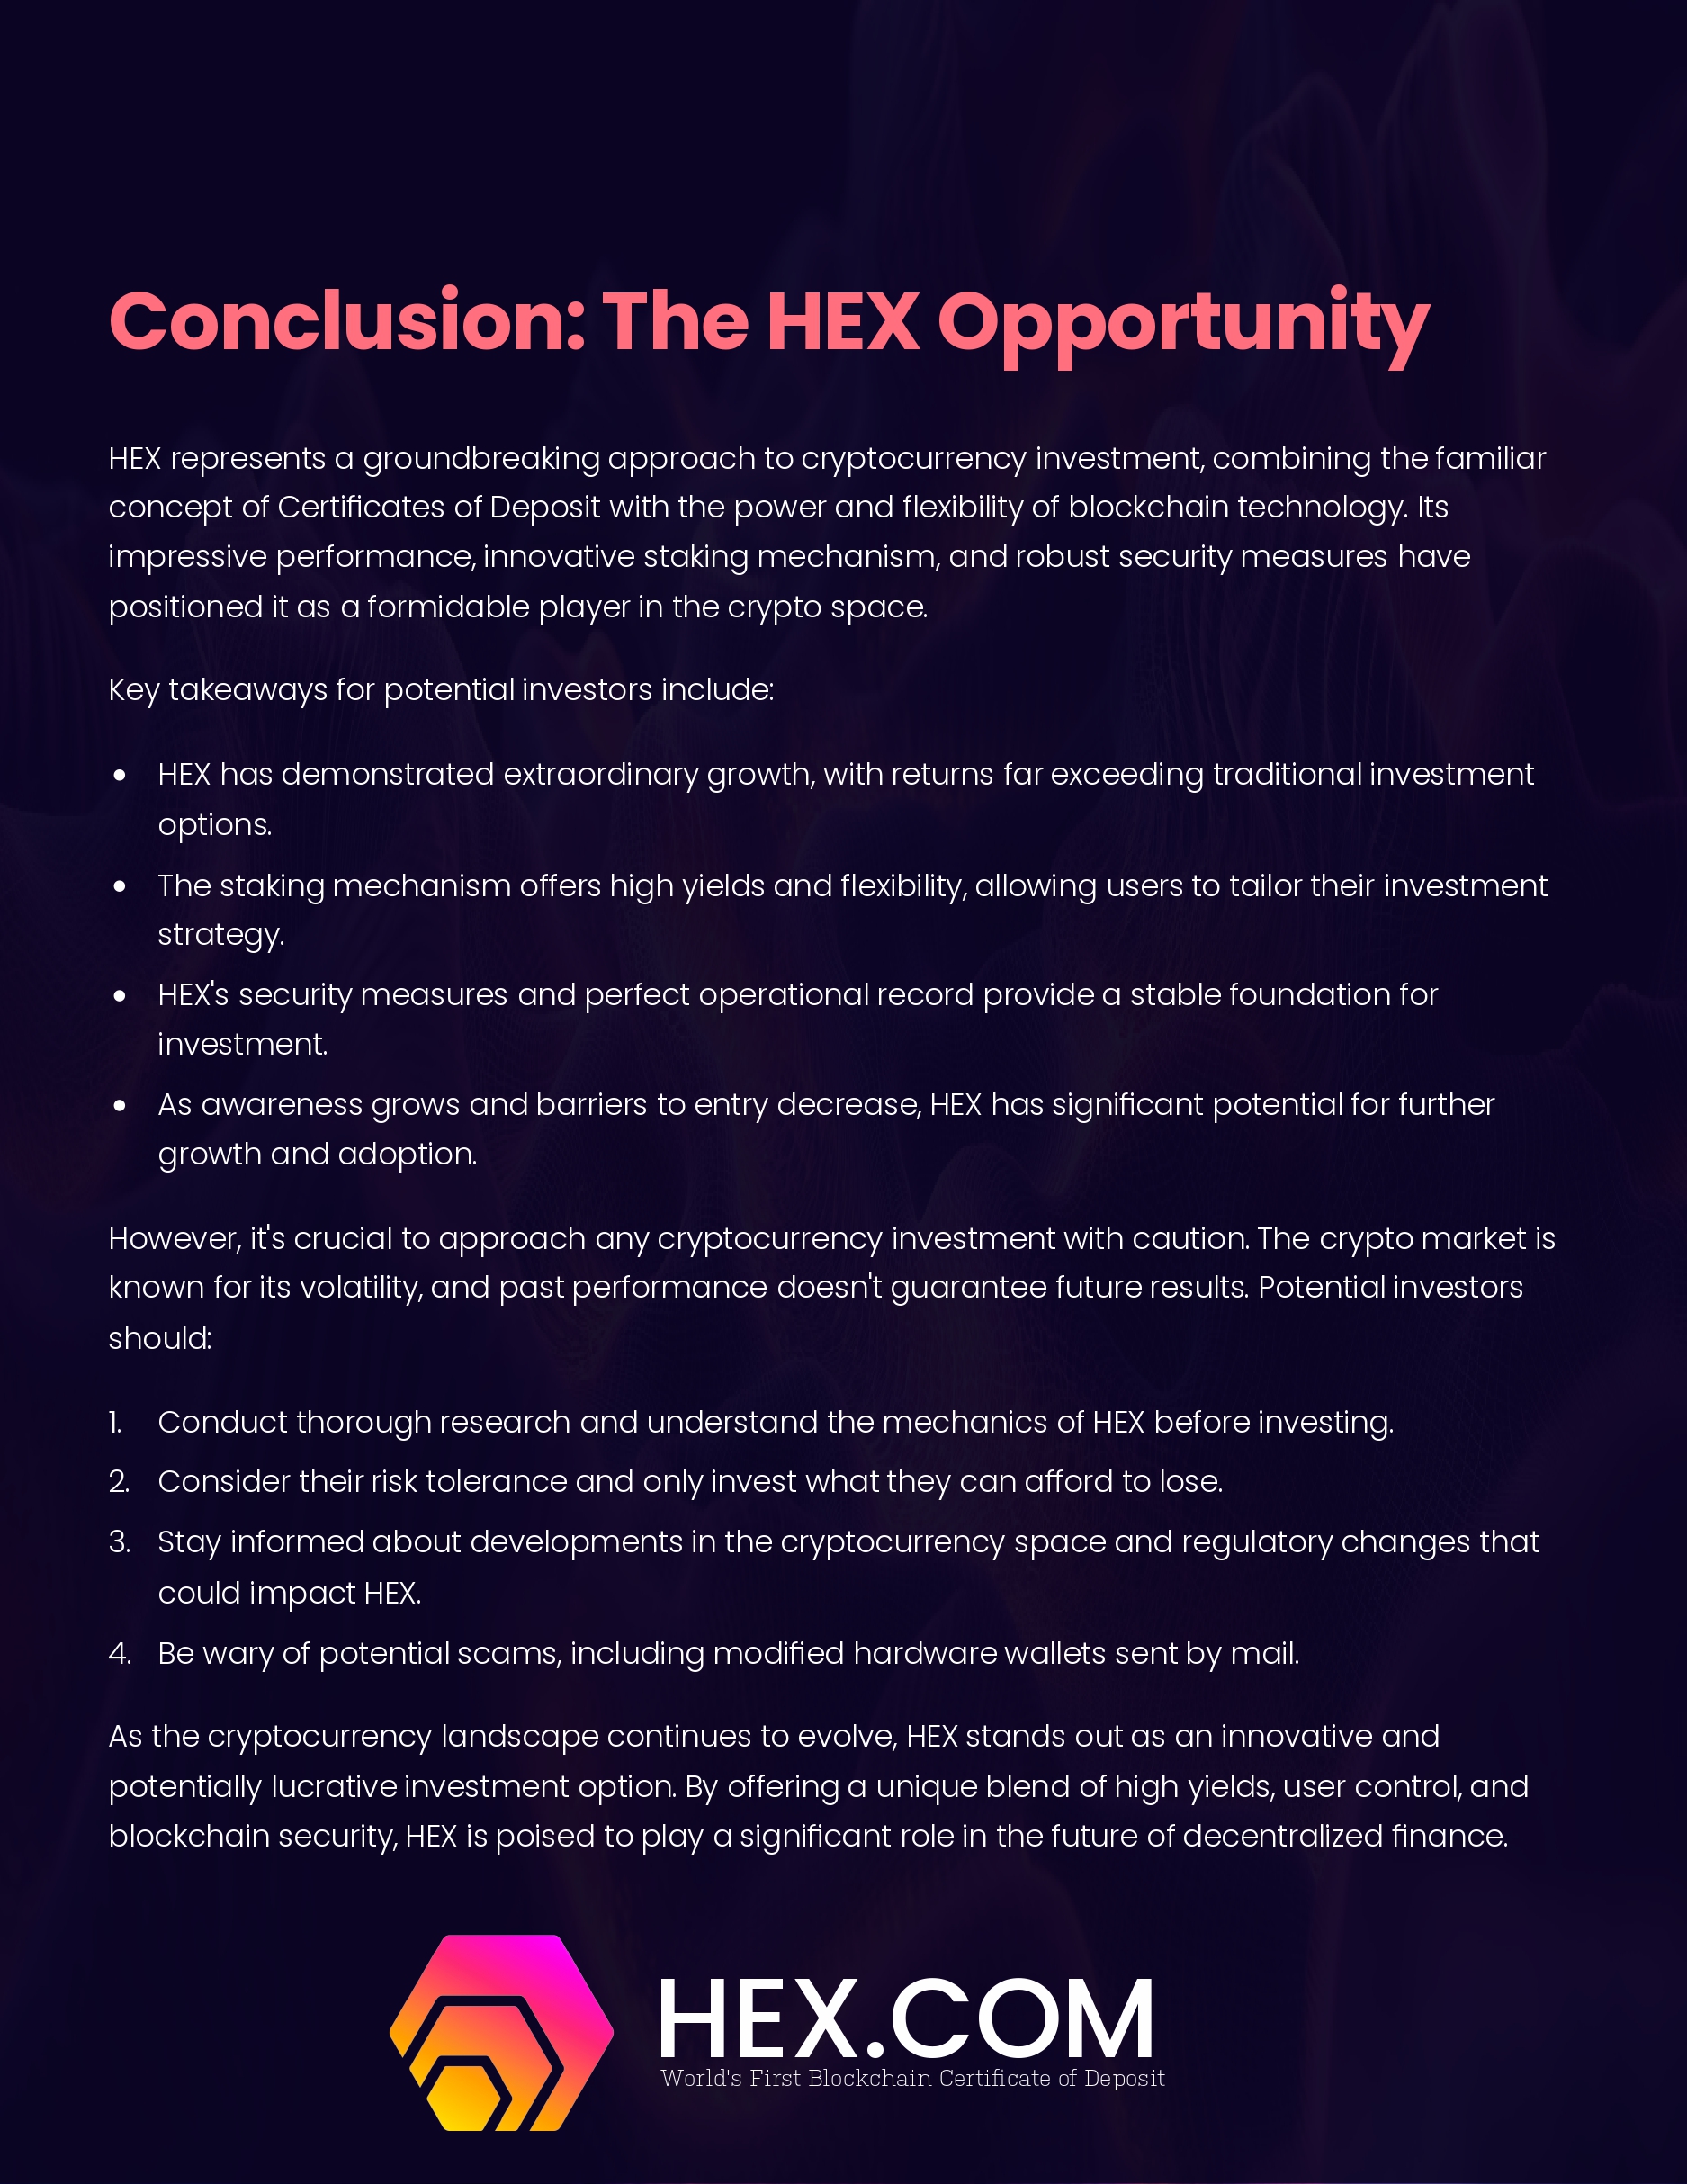 Conclusion: The HEX Opportunity
HEX represents a groundbreaking approach to cryptocurrency investment, combining the familiar
concept of Certificates of Deposit with the power and flexibility of blockchain technology. Its
impressive performance, innovative staking mechanism, and robust security measures have
positioned it as a formidable player in the crypto space.
Key takeaways for potential investors include:
• HEX has demonstrated extraordinary growth, with returns far exceeding traditional investment
options.
• The staking mechanism offers high yields and flexibility, allowing users to tailor their investment
strategy.
• HEX's security measures and perfect operational record provide a stable foundation for
investment.
• As awareness grows and barriers to entry decrease, HEX has significant potential for further
growth and adoption.
However, it's crucial to approach any cryptocurrency investment with caution. The crypto market is
known for its volatility, and past performance doesn't guarantee future results. Potential investors
should:
1. Conduct thorough research and understand the mechanics of HEX before investing.
2. Consider their risk tolerance and only invest what they can afford to lose.
3. Stay informed about developments in the cryptocurrency space and regulatory changes that
could impact HEX.
4. Be wary of potential scams, including modified hardware wallets sent by mail.
As the cryptocurrency landscape continues to evolve, HEX stands out as an innovative and
potentially lucrative investment option. By offering a unique blend of high yields, user control, and
blockchain security, HEX is poised to play a significant role in the future of decentralized finance.
HEX.COM
World's First Blockchain Certificate of Deposit